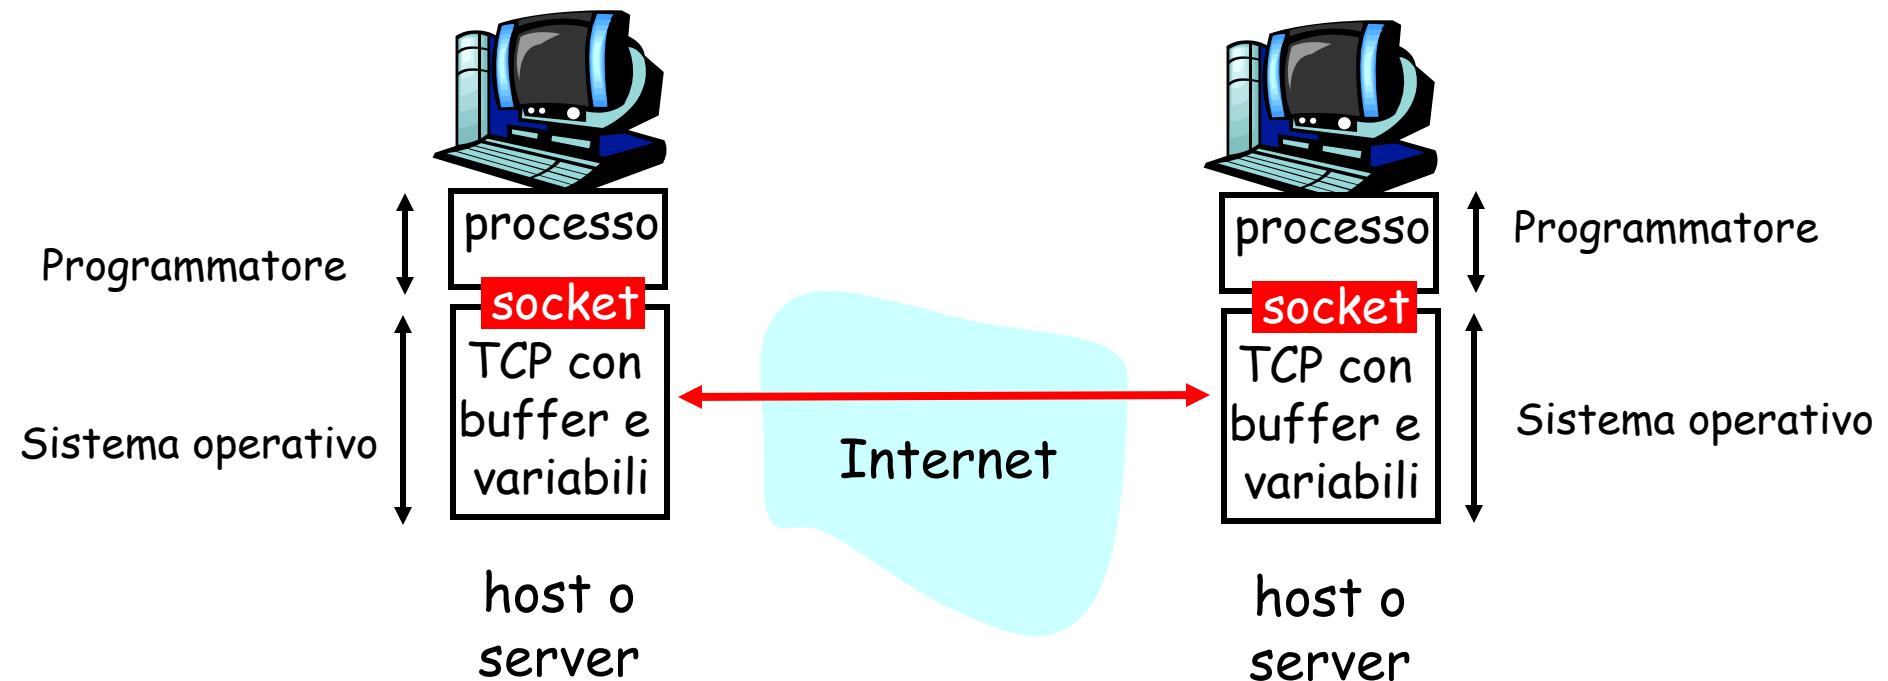 processo
Programmatore
socket
TCP con
buffer e
variabili
Sistema operativo
host o
server
Internet
processo
Programmatore
socket
TCP con
buffer e
variabili
Sistema operativo
host o
server